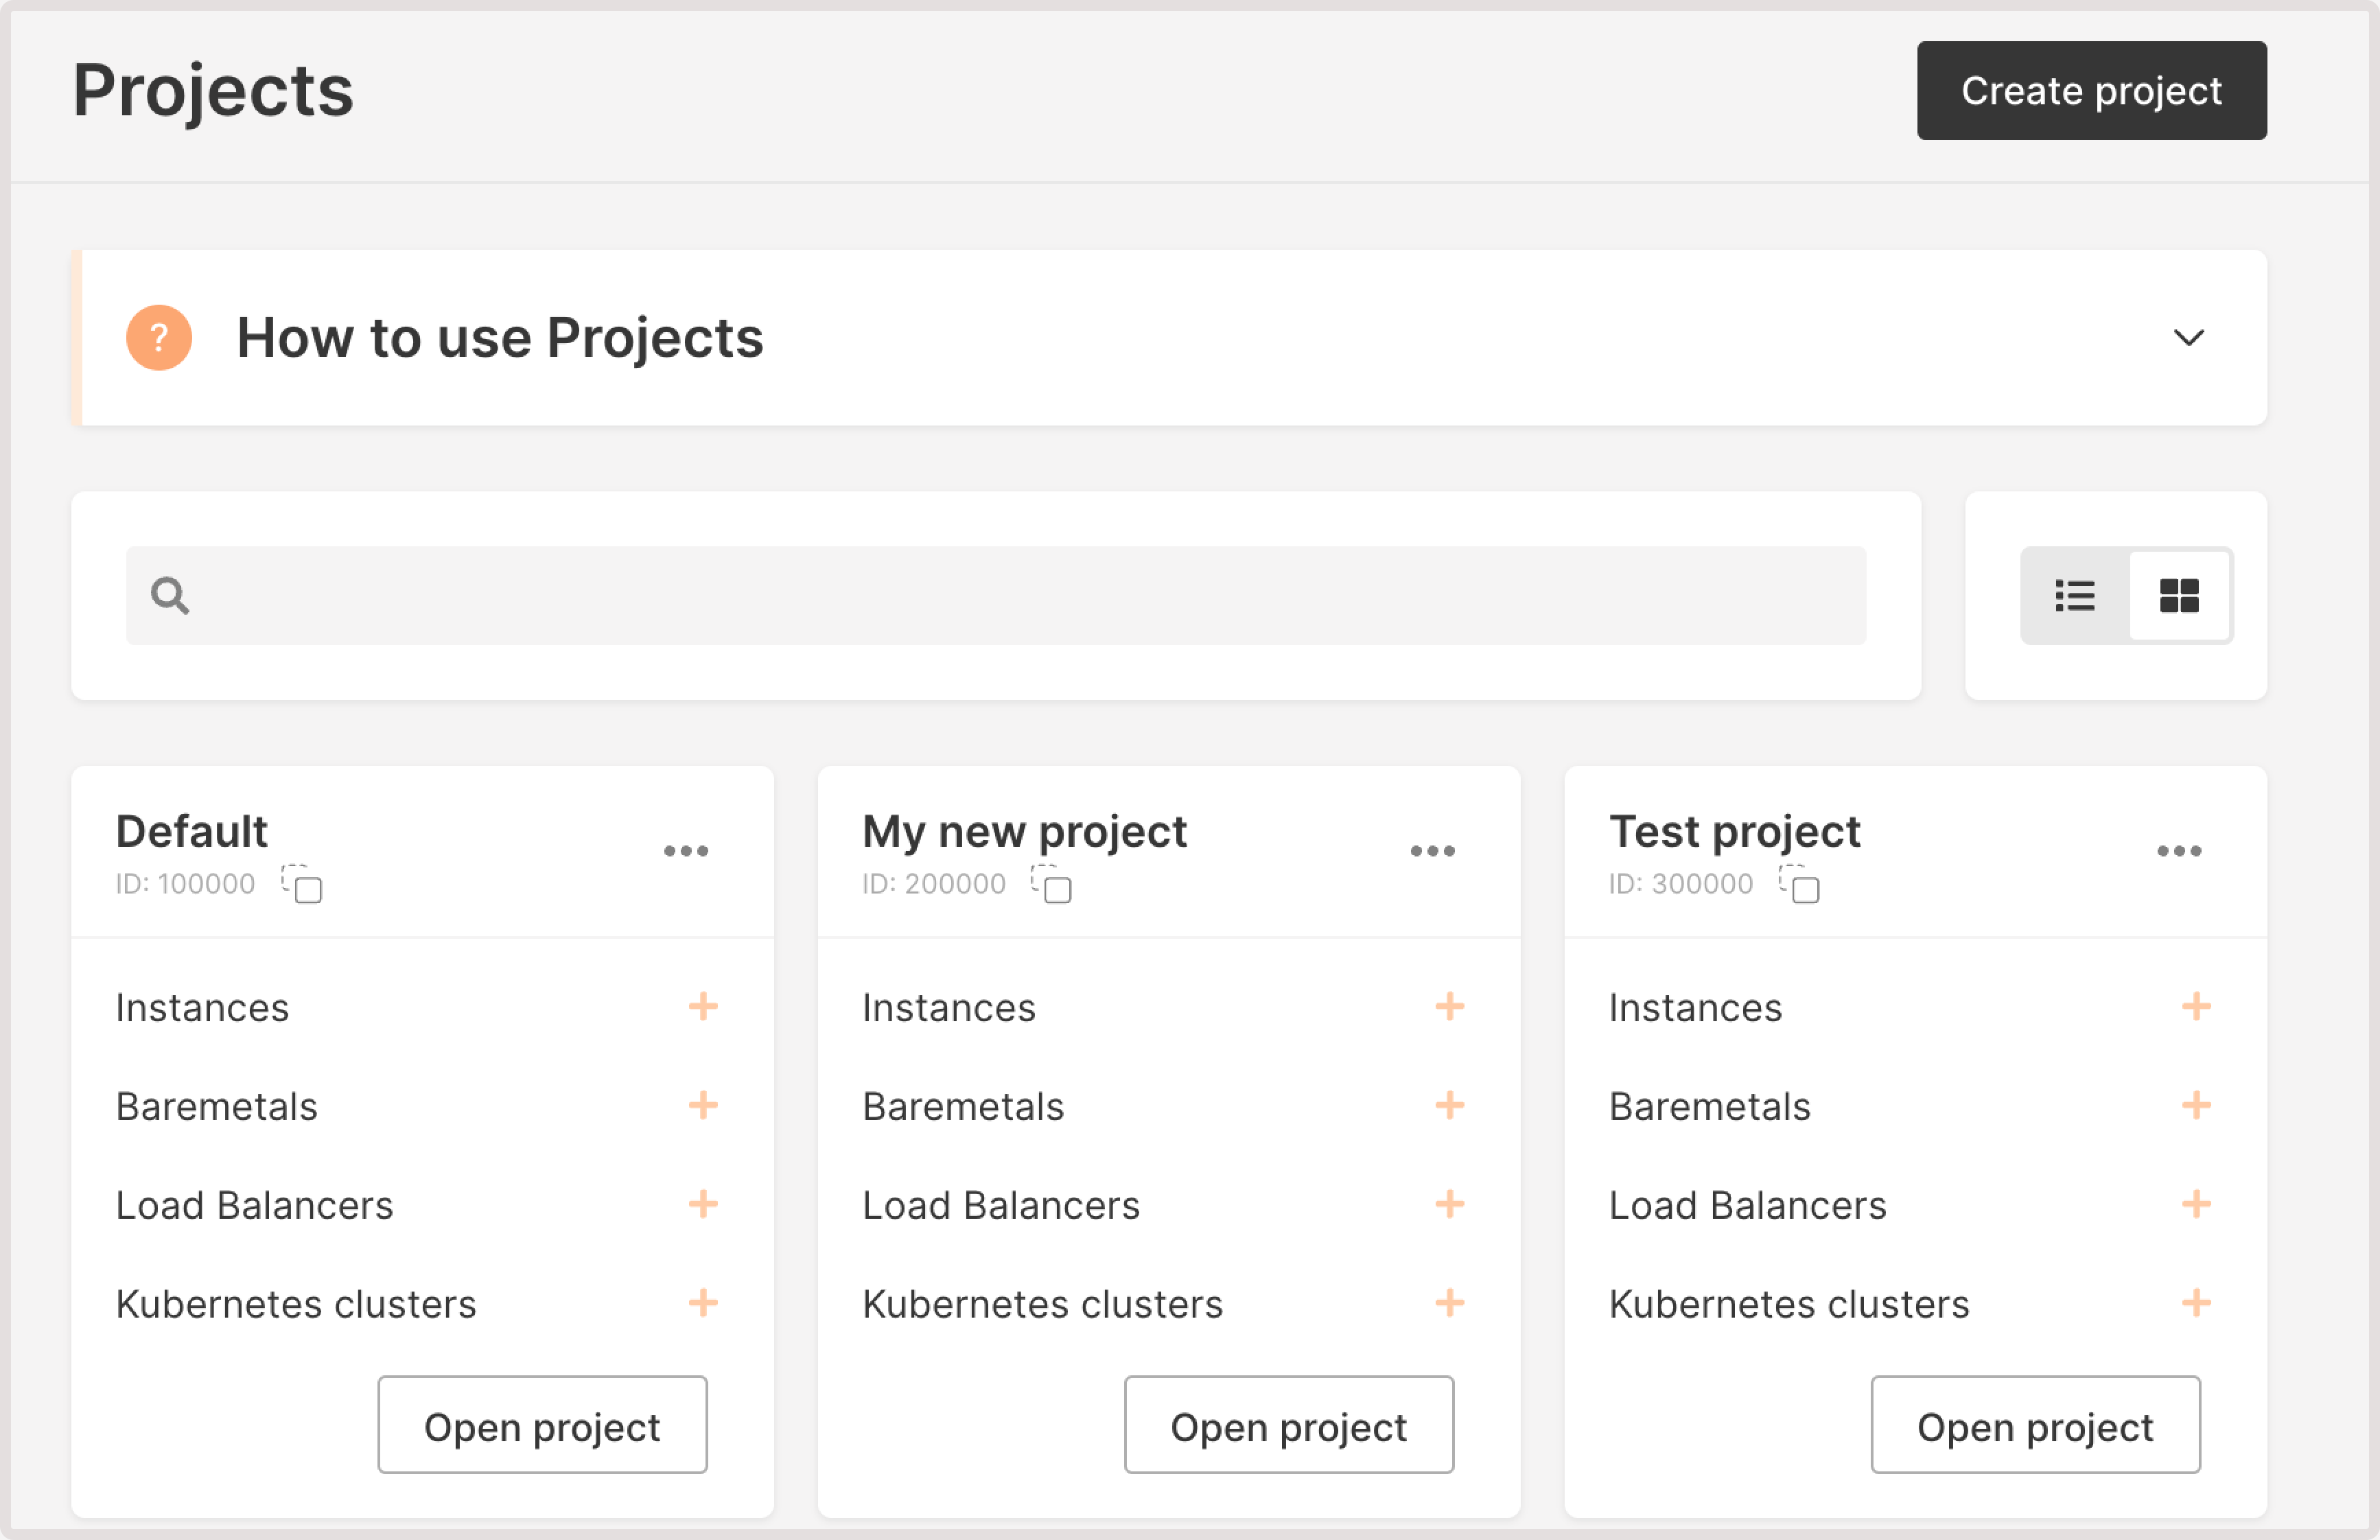 Projects
Create project
?
How to use Projects
Default
ID: 100000
Instances
Baremetals
Load Balancers
Kubernetes clusters
Open project
My new project
ID: 200000
Instances
Baremetals
Load Balancers
Kubernetes clusters
Open project
Test project
ID: 300000
Instances
Baremetals
Load Balancers
Kubernetes clusters
Open project